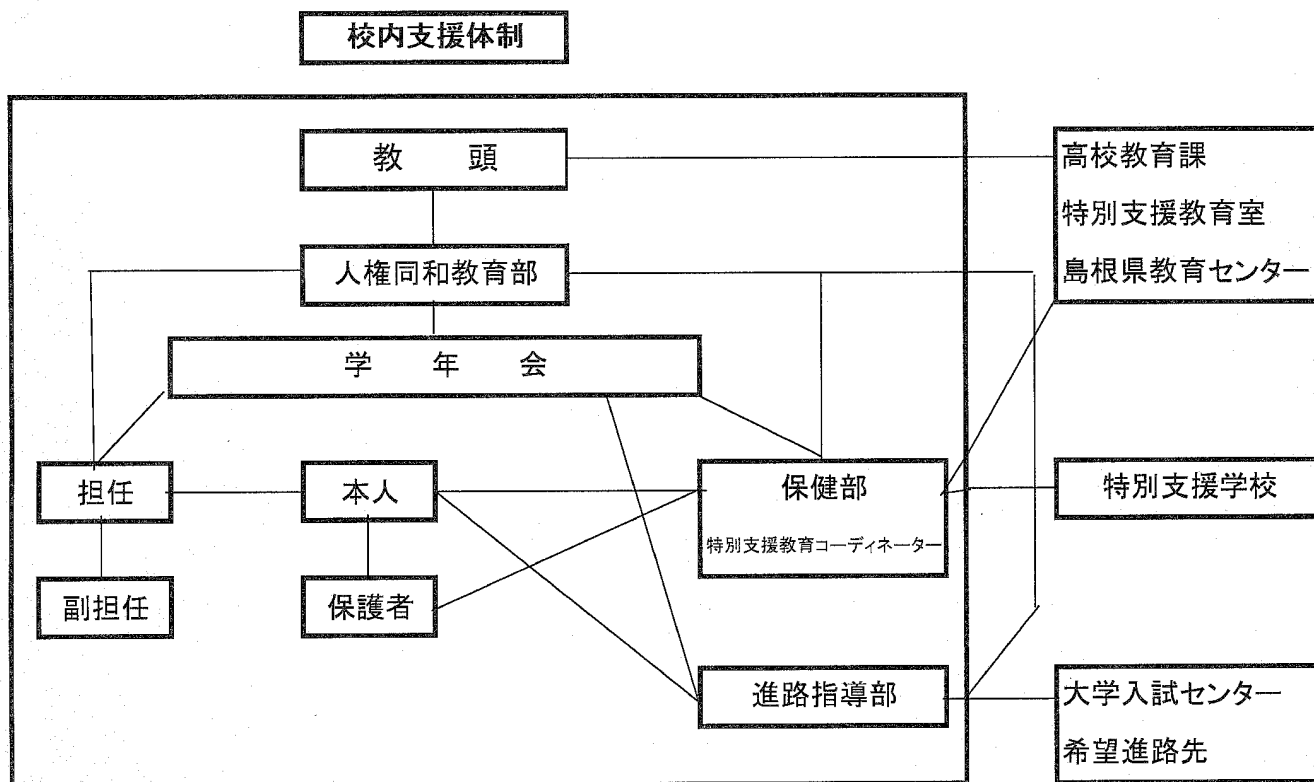 校内支援体制
教　　頭
高校教育課
特別支援教育室
島根県教育センター
人権同和教育部
学　年　会
担任
本人
保健部
特別支援教育コーディネーター
特別支援学校
副担任
保護者
進路指導部
大学入試センター
希望進路先